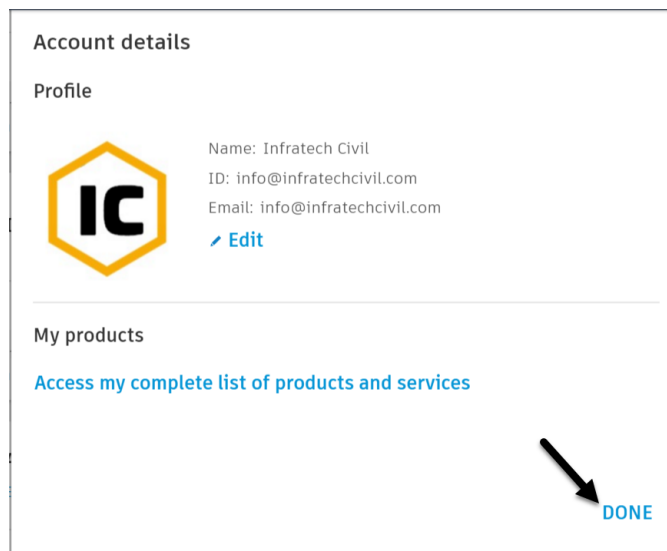 Account details
Profile
IC
Name: Infratech Civil
ID: info@infratechcivil.com
Email: info@infratechcivil.com
Edit
My products
Access my complete list of products and services
DONE